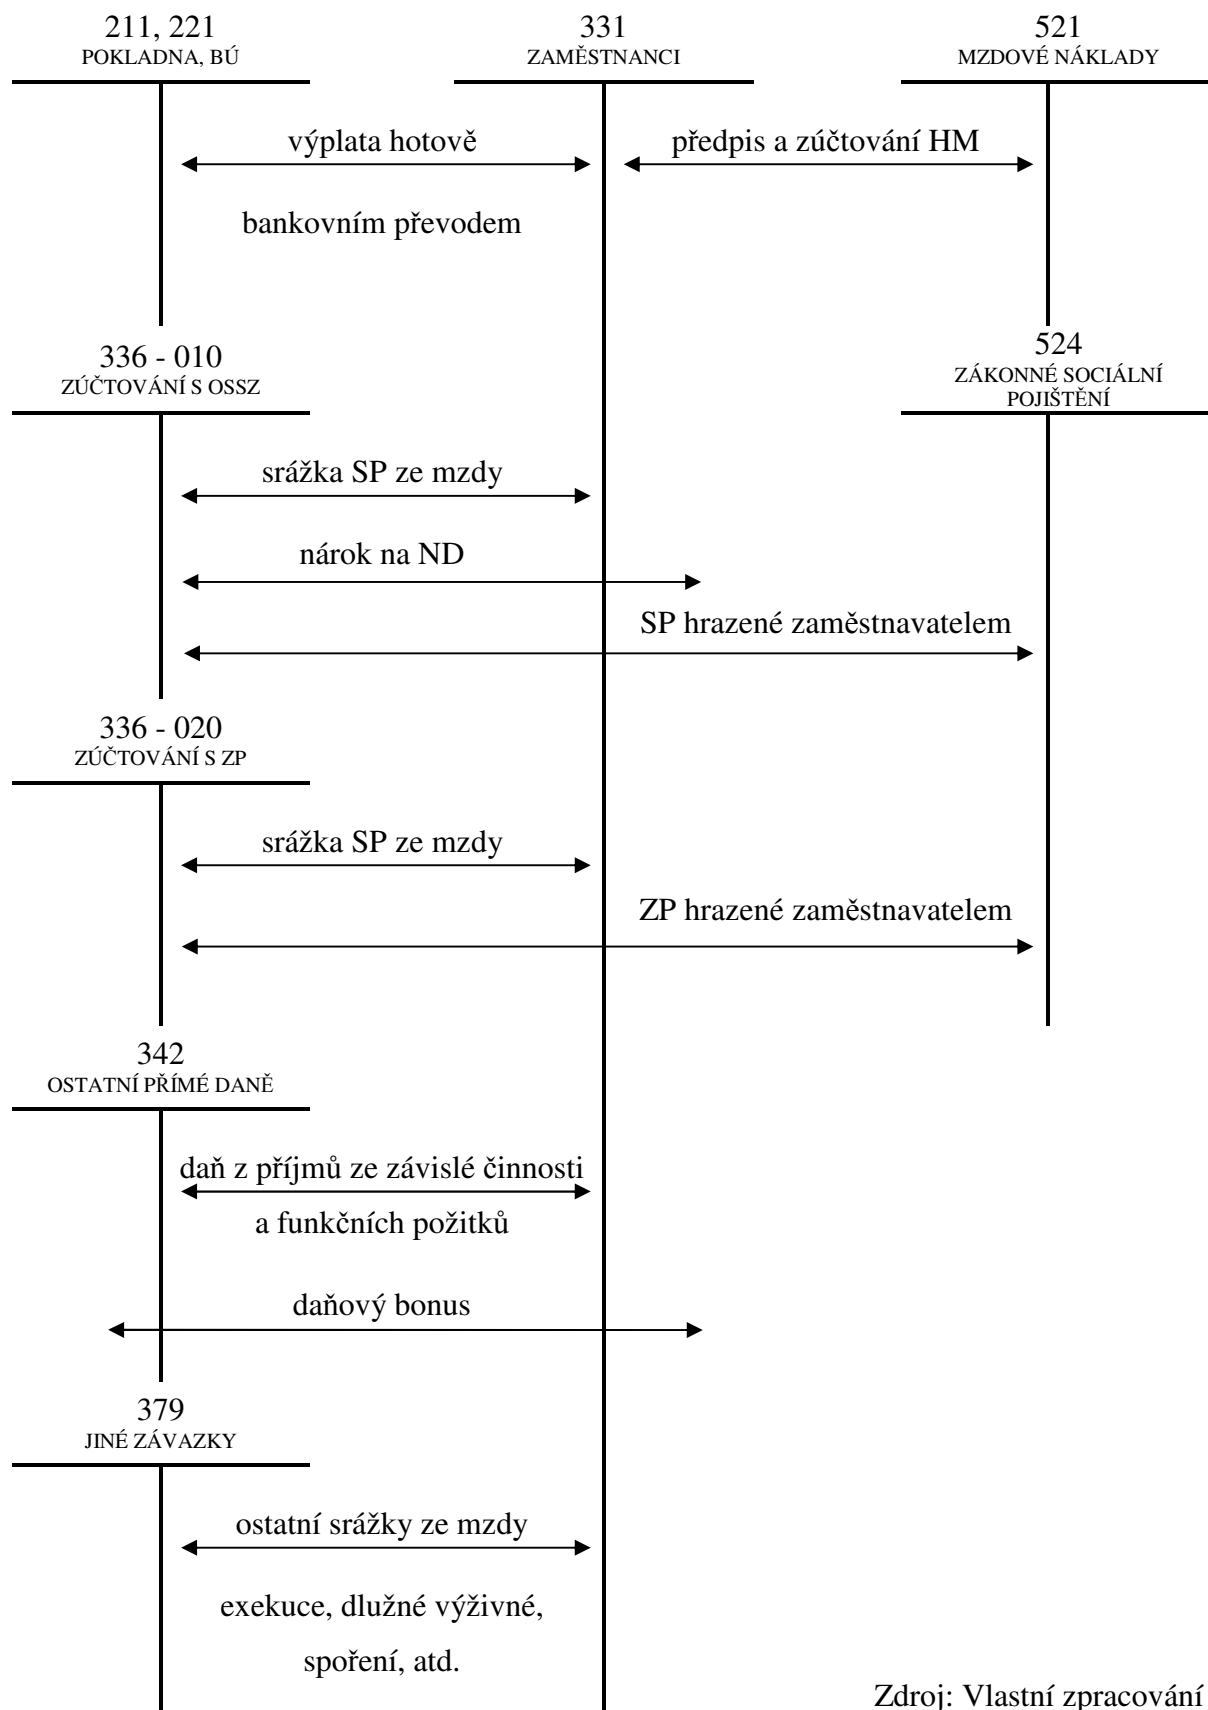 211, 221
POKLADNA, BÚ
331
ZAMĚSTNANCI
521
MZDOVÉ NÁKLADY
výplata hotově
předpis a zúčtování HM
bankovním převodem
336 - 010
ZÚČTOVÁNÍ S OSSZ
524
ZÁKONNÉ SOCIÁLNÍ
POJIŠTĚNÍ
srážka SP ze mzdy
nárok na ND
SP hrazené zaměstnavatelem
336 - 020
ZÚČTOVÁNÍ S ZP
srážka SP ze mzdy
ZP hrazené zaměstnavatelem
342
OSTATNÍ PŘÍMÉ DANĚ
daň z příjmů ze závislé činnosti
a funkčních požitků
daňový bonus
379
JINÉ ZÁVAZKY
ostatní srážky ze mzdy
exekuce, dlužné výživné,
spoření, atd.
Zdroj: Vlastní zpracování